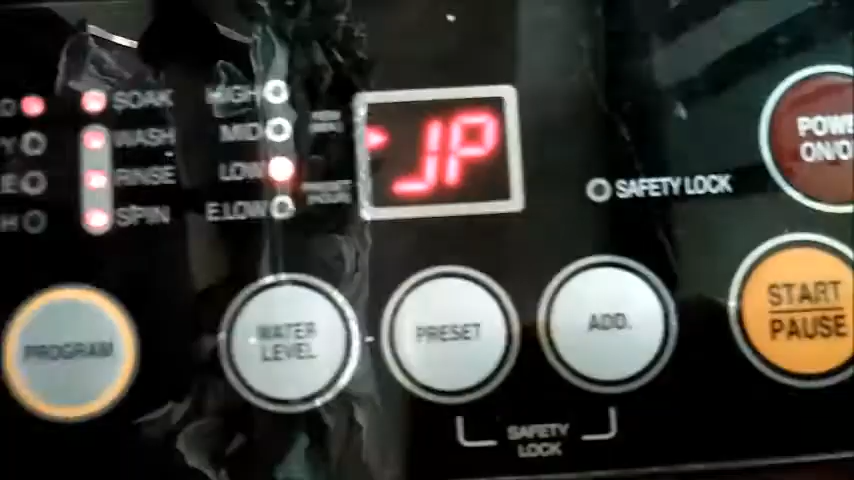 SOAK
WASH
RINSE
SPIN
HIGH
MID
LOW
E.LOW
JP
SAFETY LOCK
POWE
ON/O
PROGRAM
WATER
LEVEL
PRESET
ADD.
START
PAUSE
SAFETY
LOCK